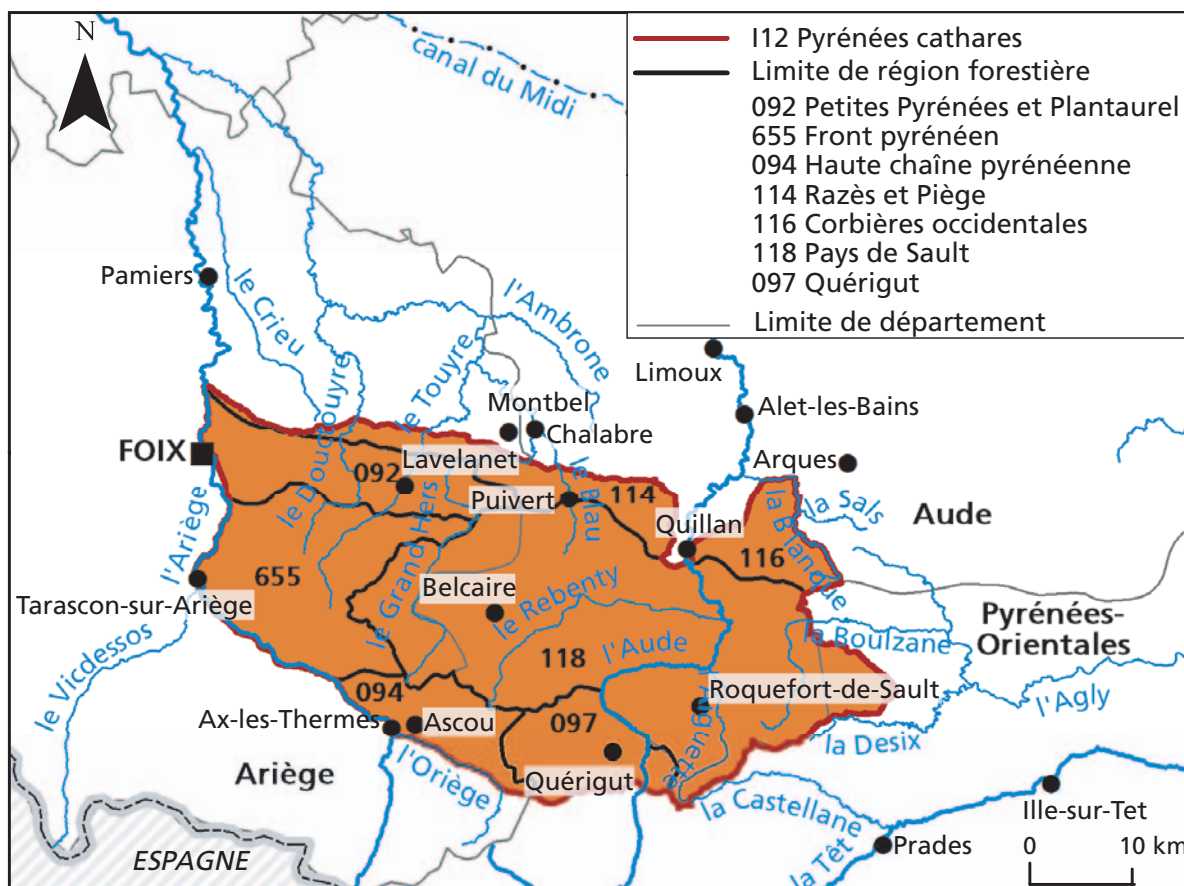 N
canal du Midi
I12 Pyrénées cathares
Limite de région forestière
092 Petites Pyrénées et Plantaurel
655 Front pyrénéen
094 Haute chaîne pyrénéenne
114 Razès et Piège
116 Corbières occidentales
118 Pays de Sault
097 Quérigut
Limite de département
Pamiers
le Crieu
l'Ambrone
Limoux
le Douctouyre
le Touyre
Montbel
Chalabre
Alet-les-Bains
FOIX
092
Lavelanet
Arques
Puivert
le Blau
114
la Sals
Aude
Quillan
la Blanque
116
l'Ariège
655
le Grand Hers
Belcaire
le Rebenty
Tarascon-sur-Ariège
Pyrénées-
Orientales
la Boulzane
l'Aude
118
le Vicdessos
094
Roquefort-de-Sault
l'Agly
Ax-les-Thermes
Ascou
097
l'Aiguette
la Desix
Ariège
l'Oriège
Quérigut
la Castellane
Ille-sur-Tet
ESPAGNE
la Têt
Prades
0 10 km